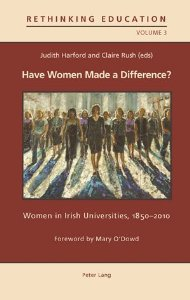 RETHINKING EDUCATION
VOLUME 3
Judith Harford and Claire Rush (eds)
Have Women Made a Difference?
Women in Irish Universities, 1850–2010
Foreword by Mary O'Dowd
Peter Lang